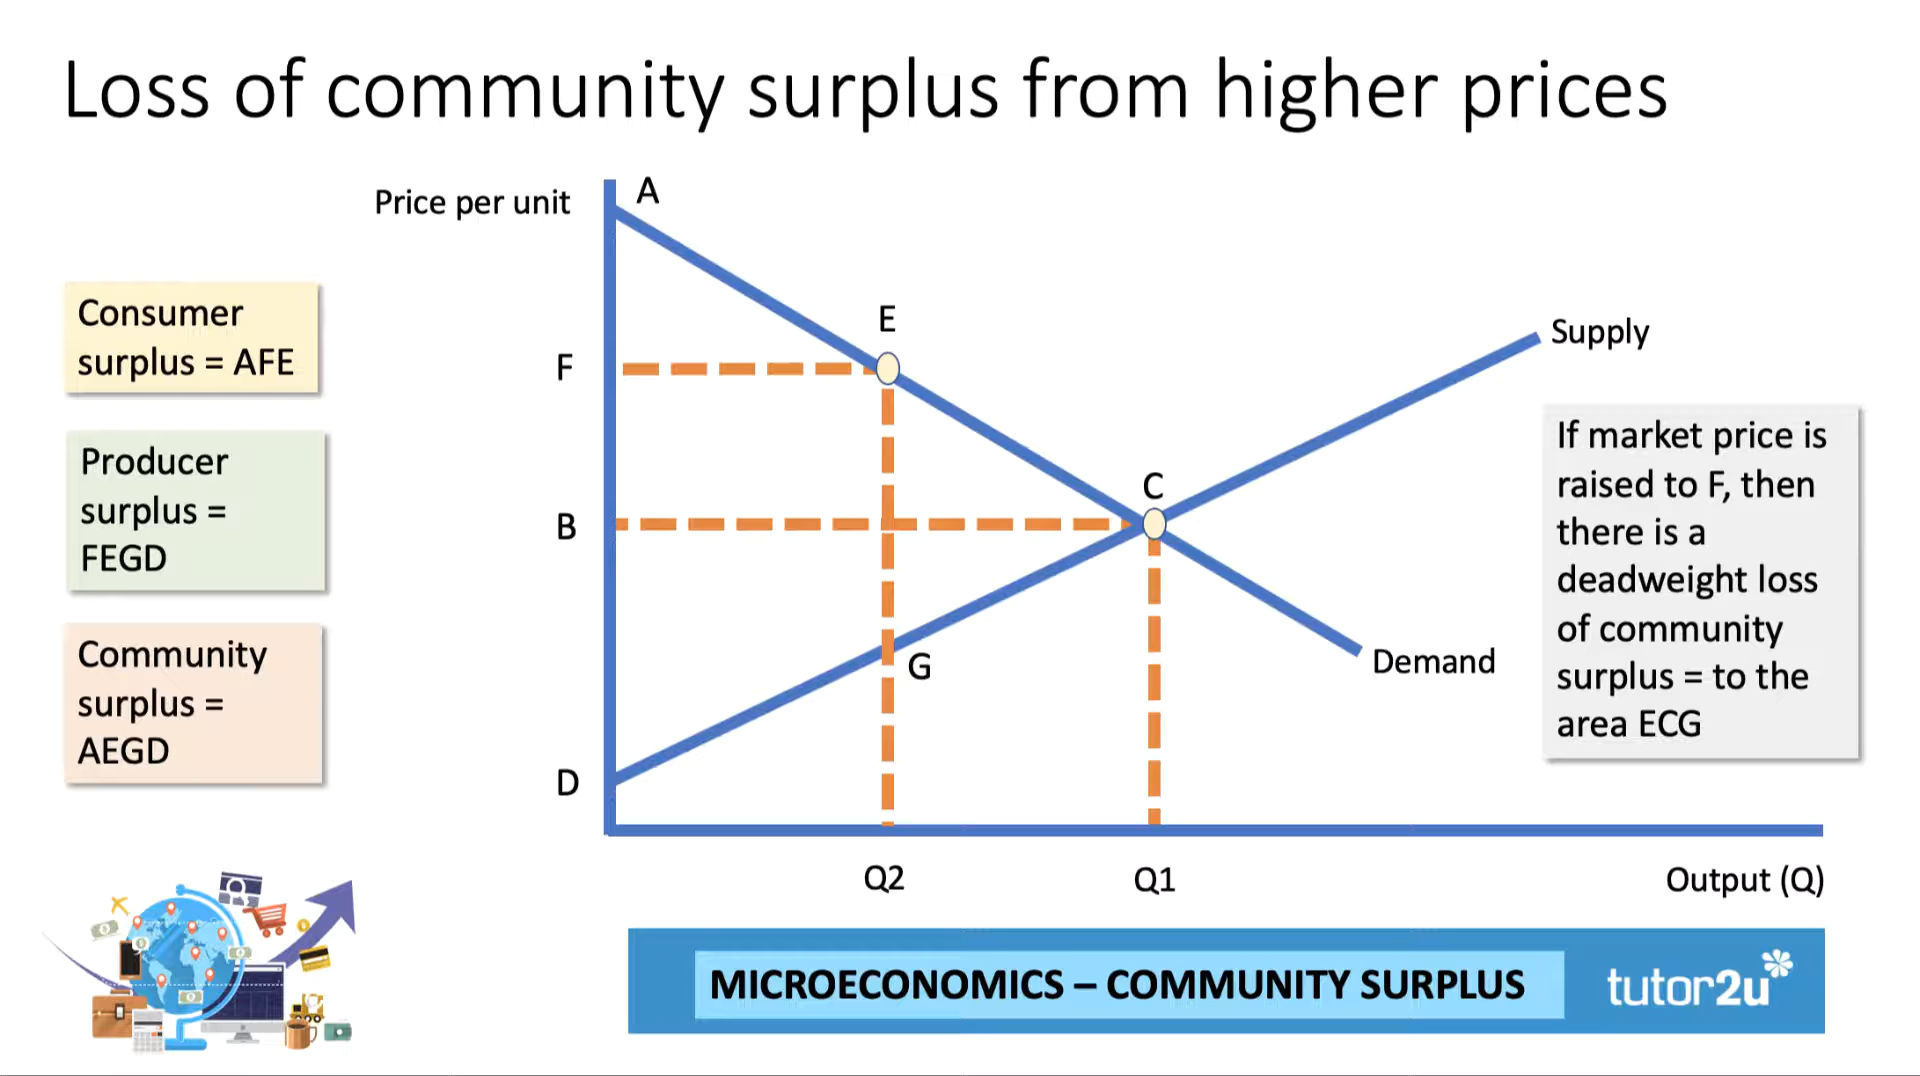 Loss of community surplus from higher prices
Price per unit
A
Consumer
surplus = AFE
E
F
Supply
Producer
surplus =
FEGD
If market price is
raised to F, then
there is a
deadweight loss
of community
surplus = to the
area ECG
C
B
Community
surplus =
AEGD
G
Demand
D
Q2
Q1
Output (Q)
MICROECONOMICS – COMMUNITY SURPLUS
tutor2u